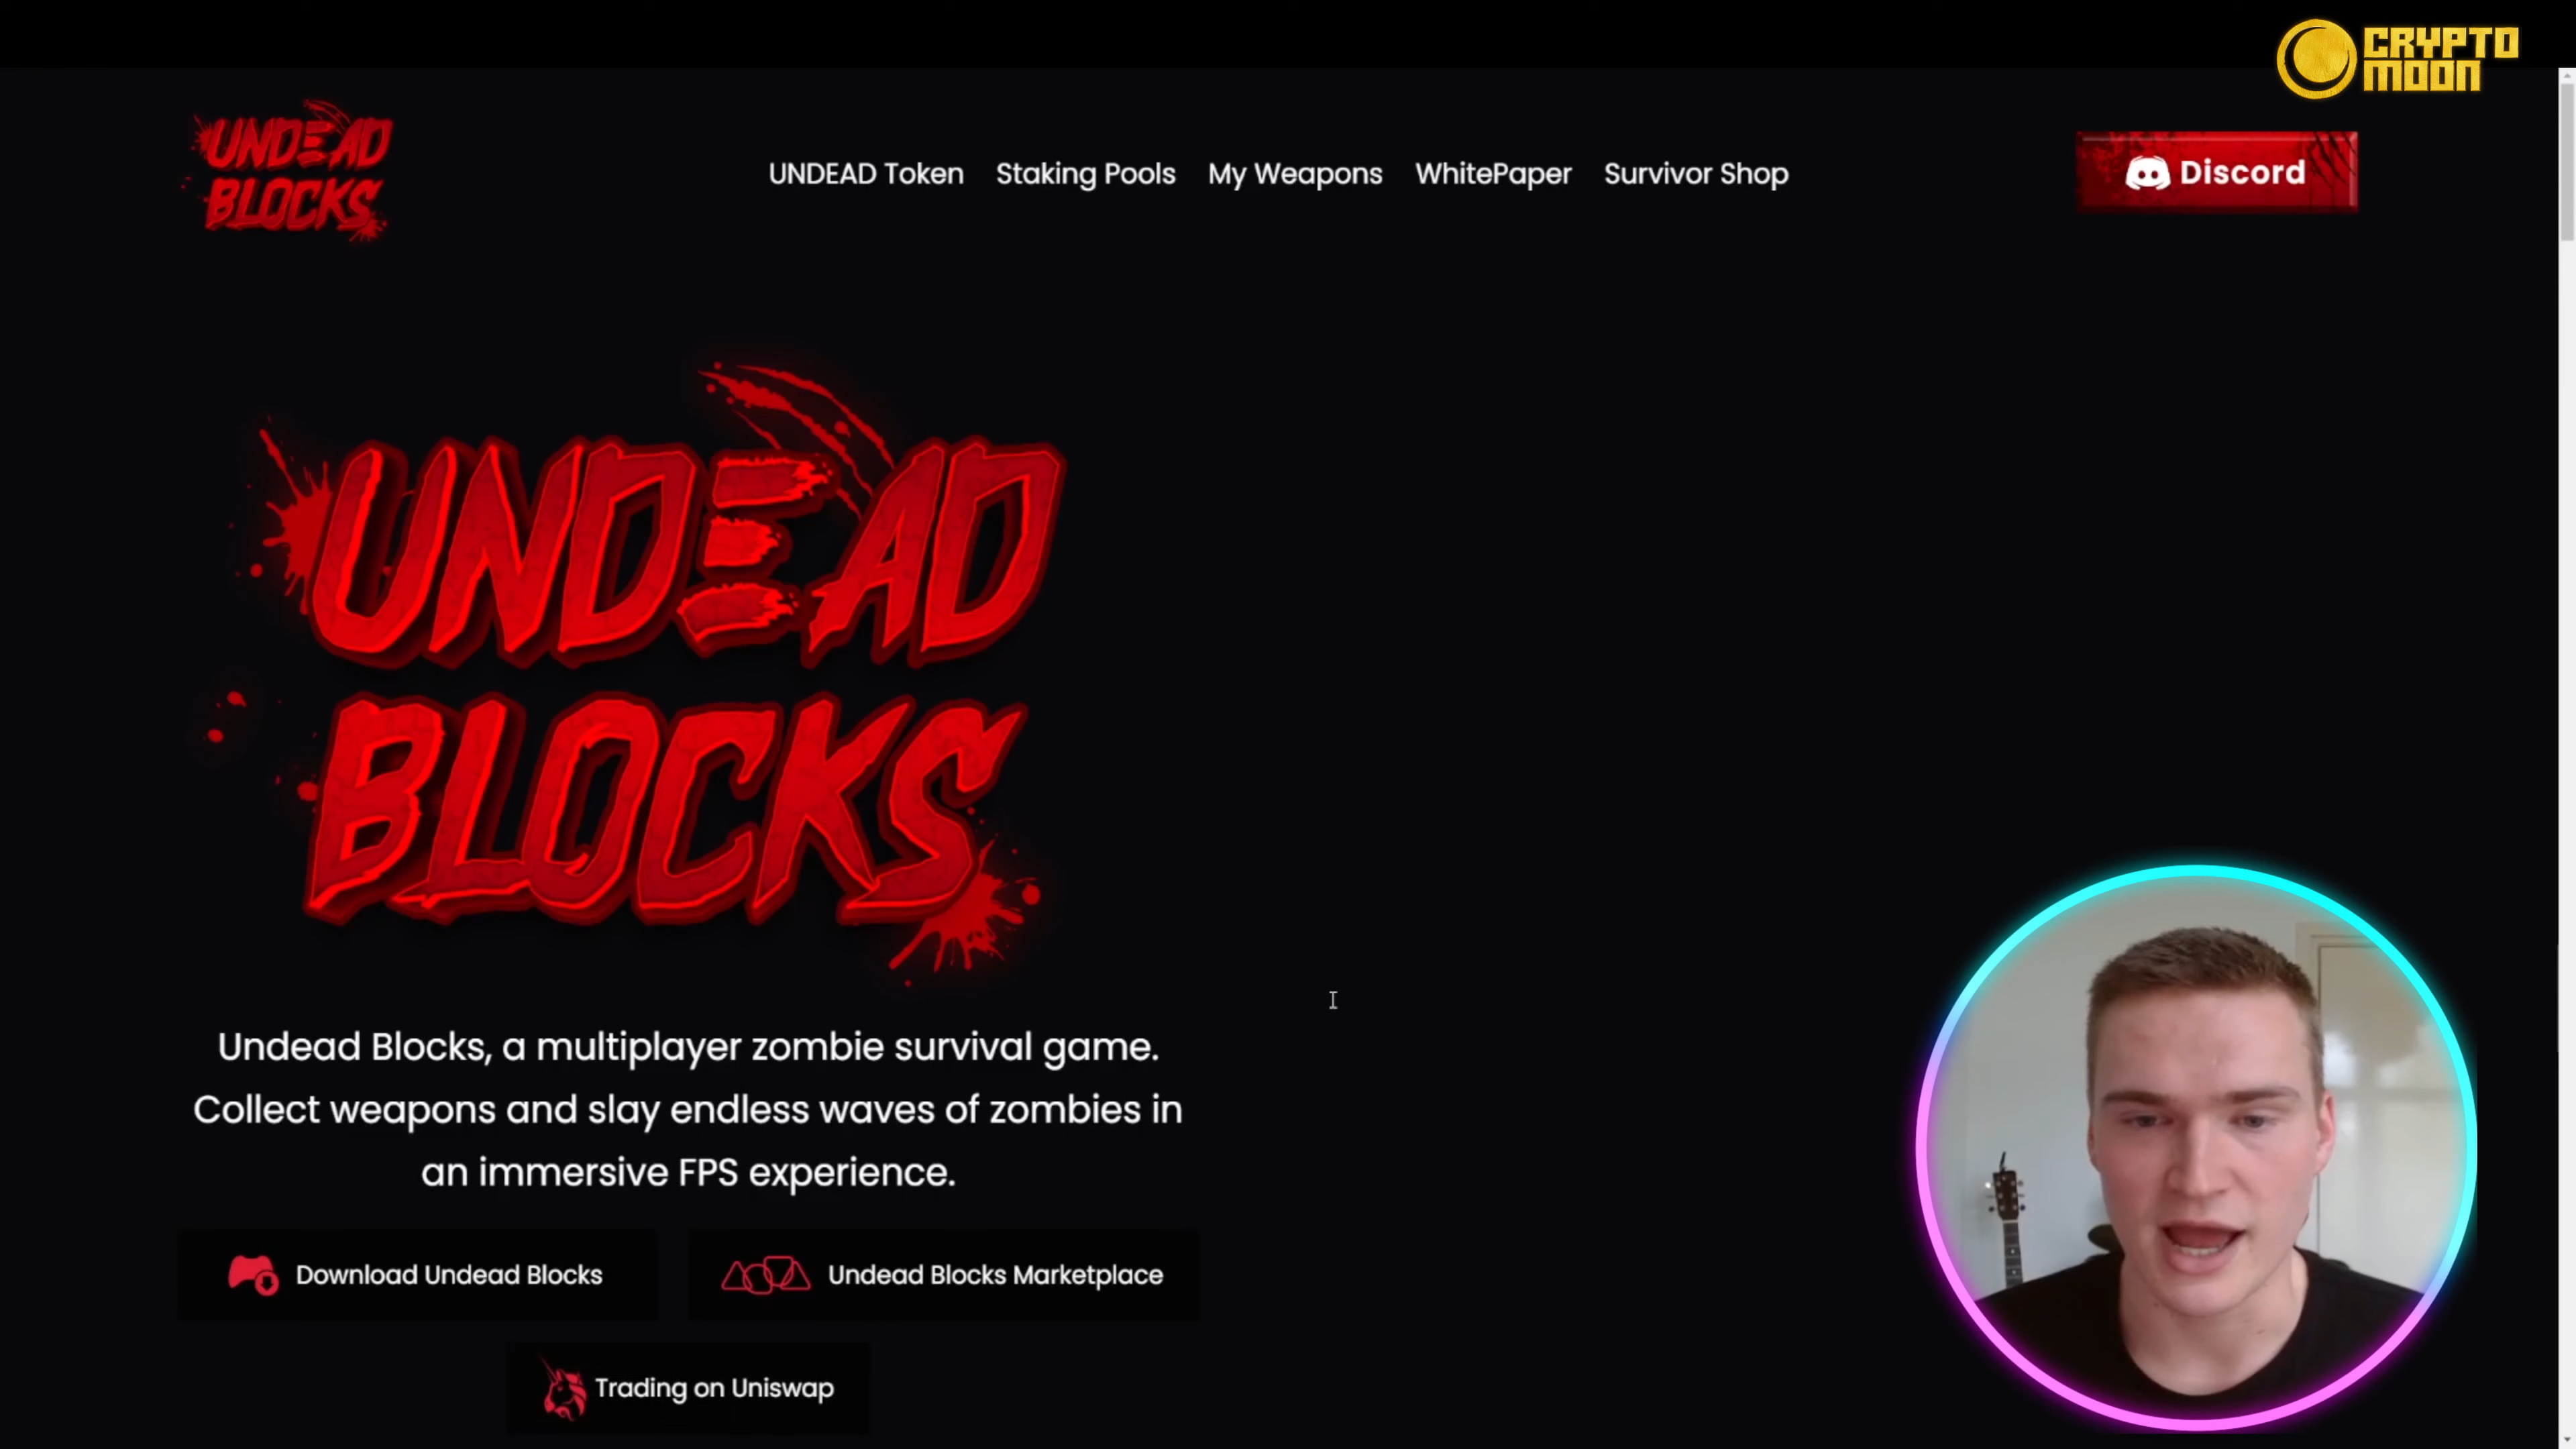 CRYPTO
MOON
UNDEAD
BLOCKS
UNDEAD Token Staking Pools My Weapons WhitePaper Survivor Shop
Discord
UNDEAD
BLOCKS
Undead Blocks, a multiplayer zombie survival game.
Collect weapons and slay endless waves of zombies in
an immersive FPS experience.
Download Undead Blocks
Undead Blocks Marketplace
Trading on Uniswap